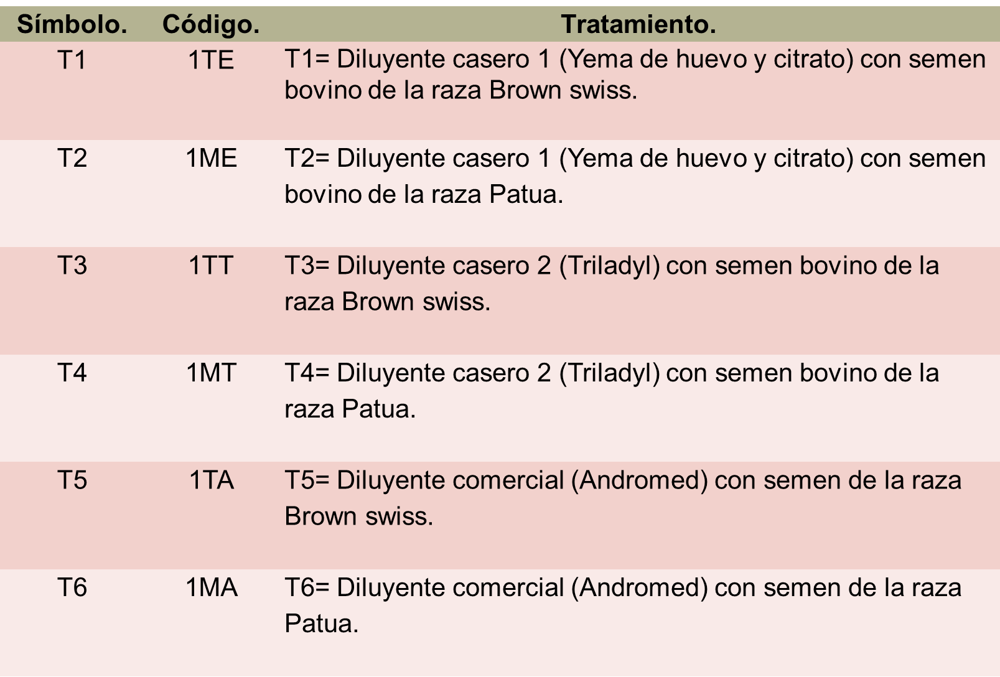 Símbolo. Código. Tratamiento.
T1 1TE T1= Diluyente casero 1 (Yema de huevo y citrato) con semen
bovino de la raza Brown swiss.
T2 1ME T2= Diluyente casero 1 (Yema de huevo y citrato) con semen
bovino de la raza Patua.
T3 1TT T3= Diluyente casero 2 (Triladyl) con semen bovino de la
raza Brown swiss.
T4 1MT T4= Diluyente casero 2 (Triladyl) con semen bovino de la
raza Patua.
T5 1TA T5= Diluyente comercial (Andromed) con semen de la raza
Brown swiss.
T6 1MA T6= Diluyente comercial (Andromed) con semen de la raza
Patua.